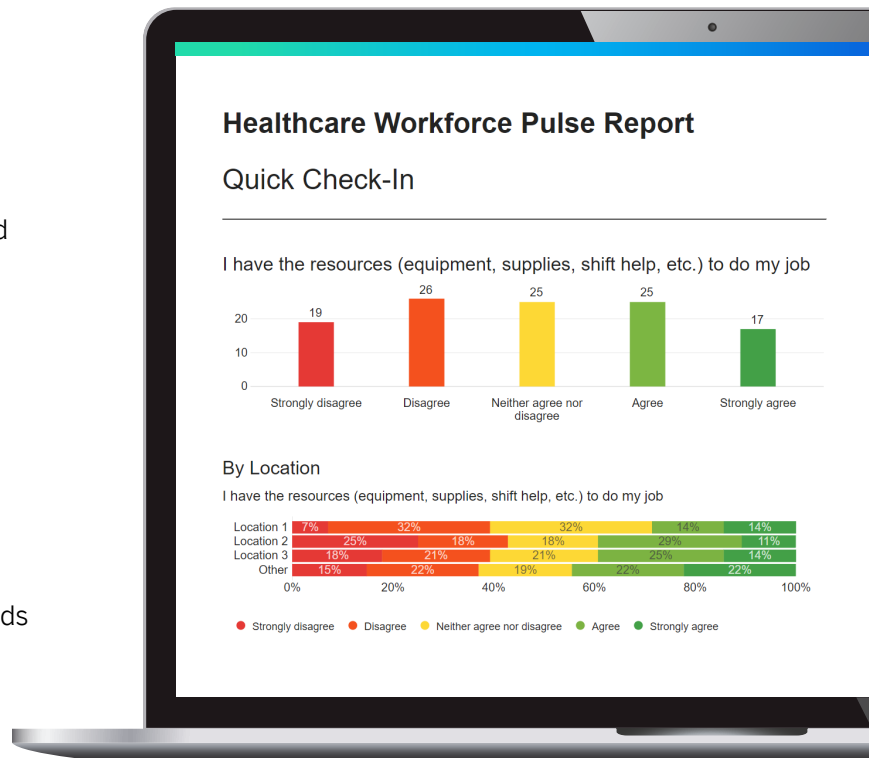 Healthcare Workforce Pulse Report
Quick Check-In
I have the resources (equipment, supplies, shift help, etc.) to do my job
26
25
25
19
17
20
10
0
Strongly disagree
Disagree
Neither agree nor
disagree
Agree
Strongly agree
By Location
I have the resources (equipment, supplies, shift help, etc.) to do my job
Location 1 7% 32% 32% 14% 14%
Location 2 25% 18% 18% 29% 11%
Location 3 18% 21% 21% 25% 14%
Other 15% 22% 19% 22% 22%
0% 20% 40% 60% 80% 100%
Strongly disagree Disagree Neither agree nor disagree Agree Strongly agree